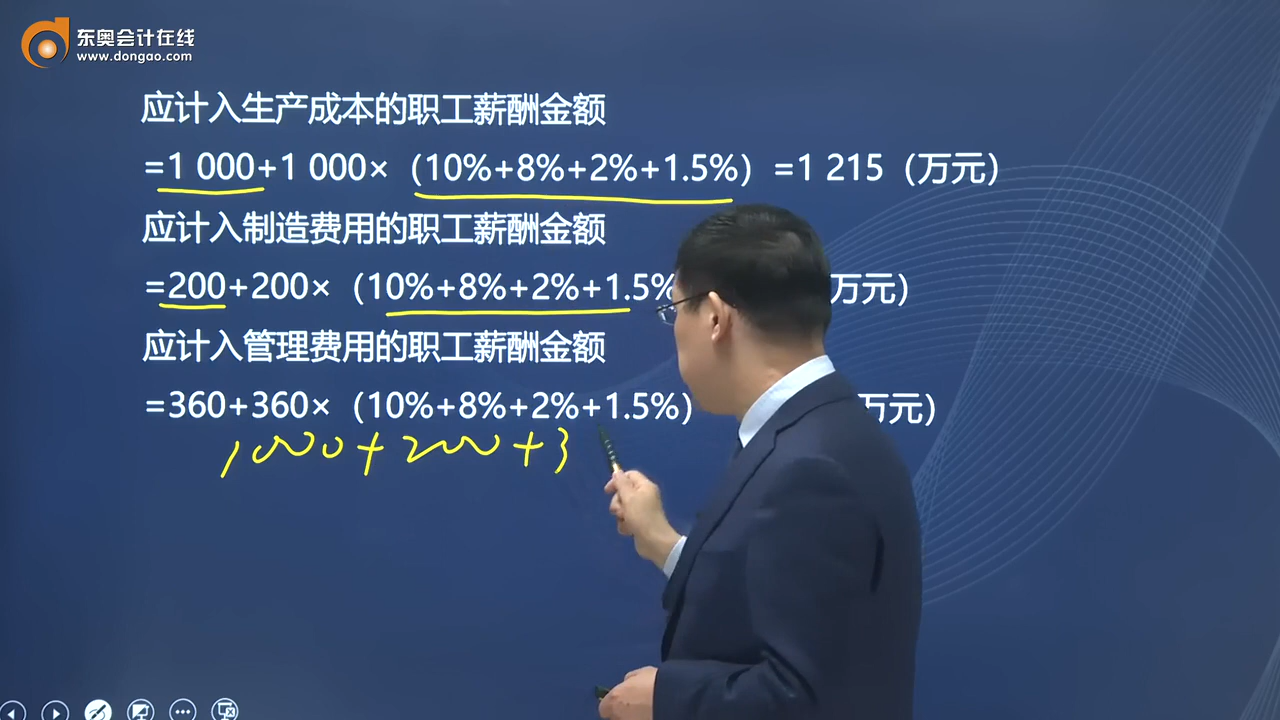 东奥会计在线
www.dongao.com
应计入生产成本的职工薪酬金额
=1 000+1 000×（10%+8%+2%+1.5%）=1 215（万元）
应计入制造费用的职工薪酬金额
=200+200×（10%+8%+2%+1.5% 万元）
应计入管理费用的职工薪酬金额
=360+360×（10%+8%+2%+1.5%） 万元）
1000+200+3